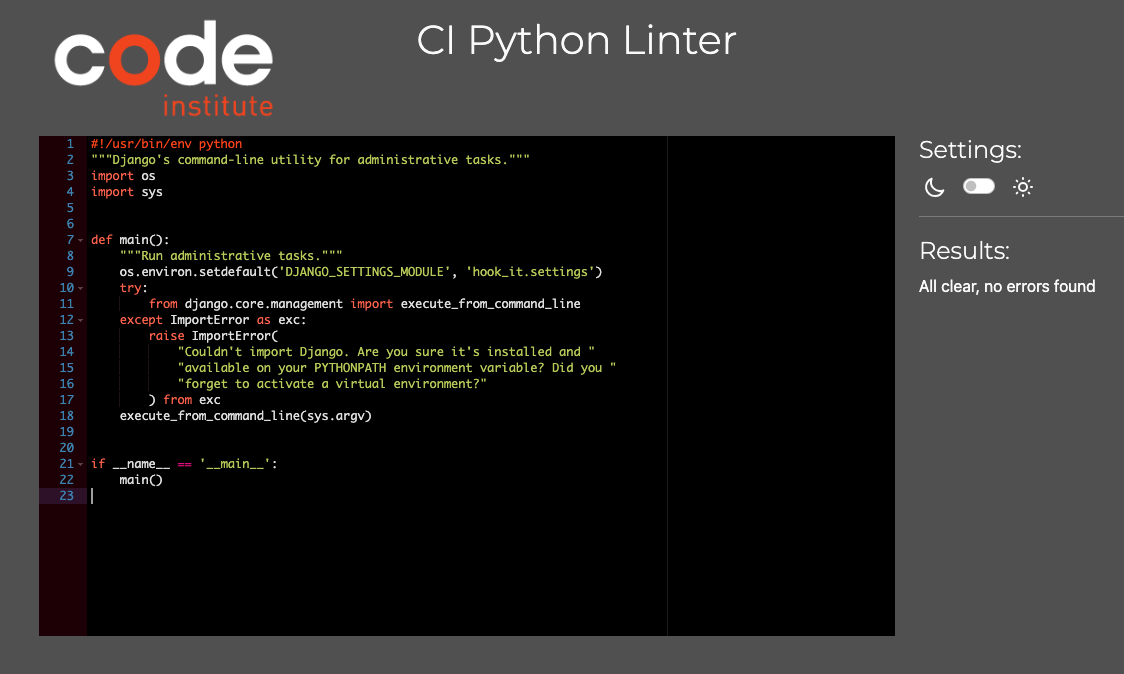 code
institute
CI Python Linter
1 #!/usr/bin/env python
2 """Django's command-line utility for administrative tasks."""
3 import os
4 import sys
5
6
7 def main():
8     """Run administrative tasks."""
9     os.environ.setdefault('DJANGO_SETTINGS_MODULE', 'hook_it.settings')
10     try:
11         from django.core.management import execute_from_command_line
12     except ImportError as exc:
13         raise ImportError(
14             "Couldn't import Django. Are you sure it's installed and "
15             "available on your PYTHONPATH environment variable? Did you "
16             "forget to activate a virtual environment?"
17         ) from exc
18     execute_from_command_line(sys.argv)
19
20
21 if __name__ == '__main__':
22     main()
23
Settings:
Results:
All clear, no errors found